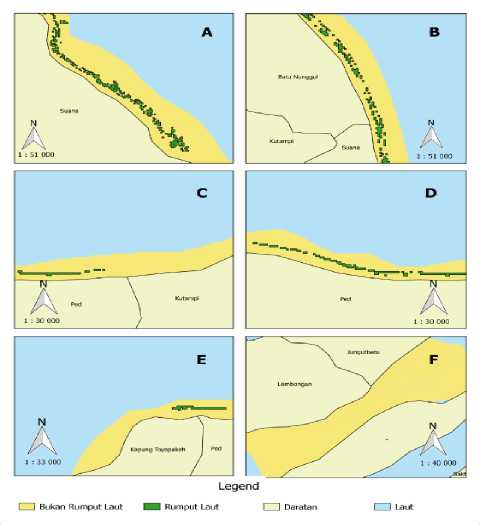 A
Suana
N
1 : 51 000
B
Batu Nunggul
Kutampi
Suana
N
1 : 51 000
C
N
Ped
Kutampi
1 : 30 000
D
Ped
N
1 : 30 000
E
N
Kapung Toyapakeh
Ped
1 : 33 000
F
Jungutbatu
Lembongan
N
1 : 40 000
Legend
Bukan Rumput Laut
Rumput Laut
Daratan
Laut